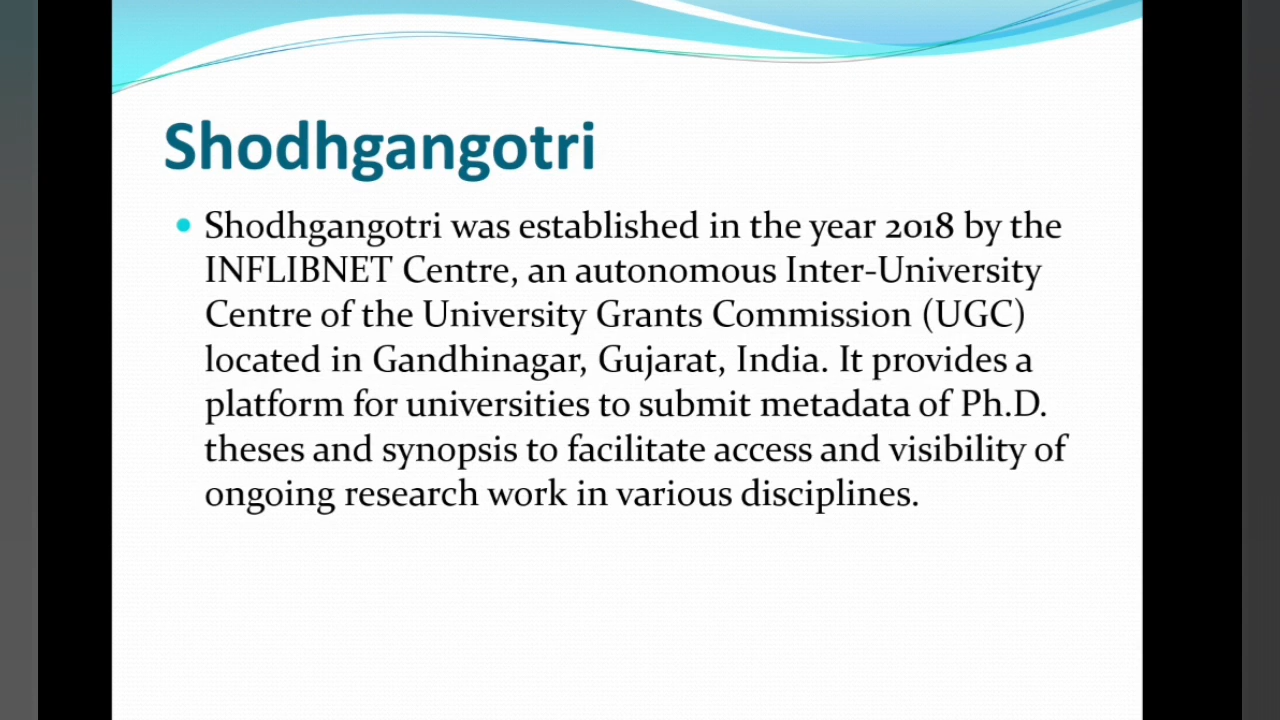 Shodhgangotri
• Shodhgangotri was established in the year 2018 by the
INFLIBNET Centre, an autonomous Inter-University
Centre of the University Grants Commission (UGC)
located in Gandhinagar, Gujarat, India. It provides a
platform for universities to submit metadata of Ph.D.
theses and synopsis to facilitate access and visibility of
ongoing research work in various disciplines.